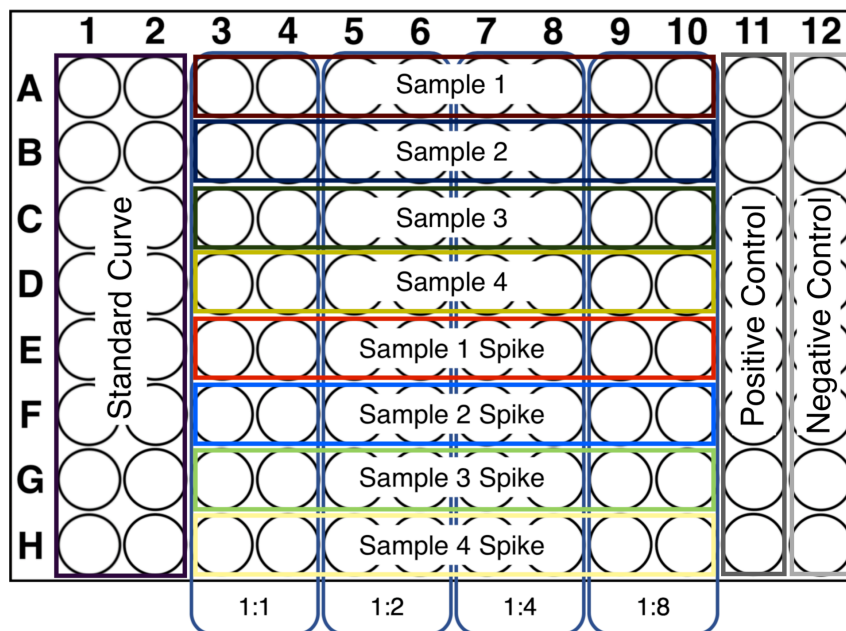 1 2 3 4 5 6 7 8 9 10 11 12
A Sample 1
B Sample 2
C Sample 3
D Sample 4
E Sample 1 Spike
F Sample 2 Spike
G Sample 3 Spike
H Sample 4 Spike
Standard Curve
Positive Control
Negative Control
1:1 1:2 1:4 1:8